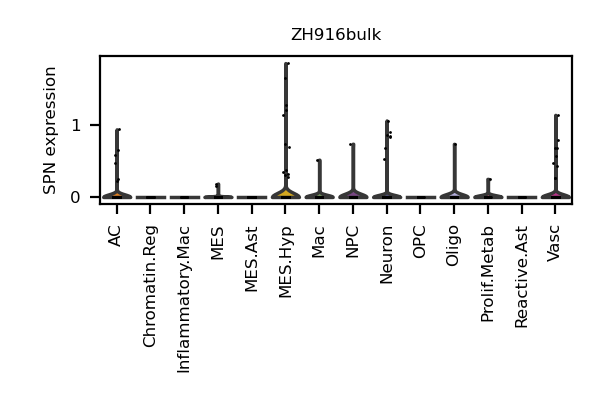 ZH916bulk
SPN expression
1
0
AC
Chromatin.Reg
Inflammatory.Mac
MES
MES.Ast
MES.Hyp
Mac
NPC
Neuron
OPC
Oligo
Prolif.Metab
Reactive.Ast
Vasc